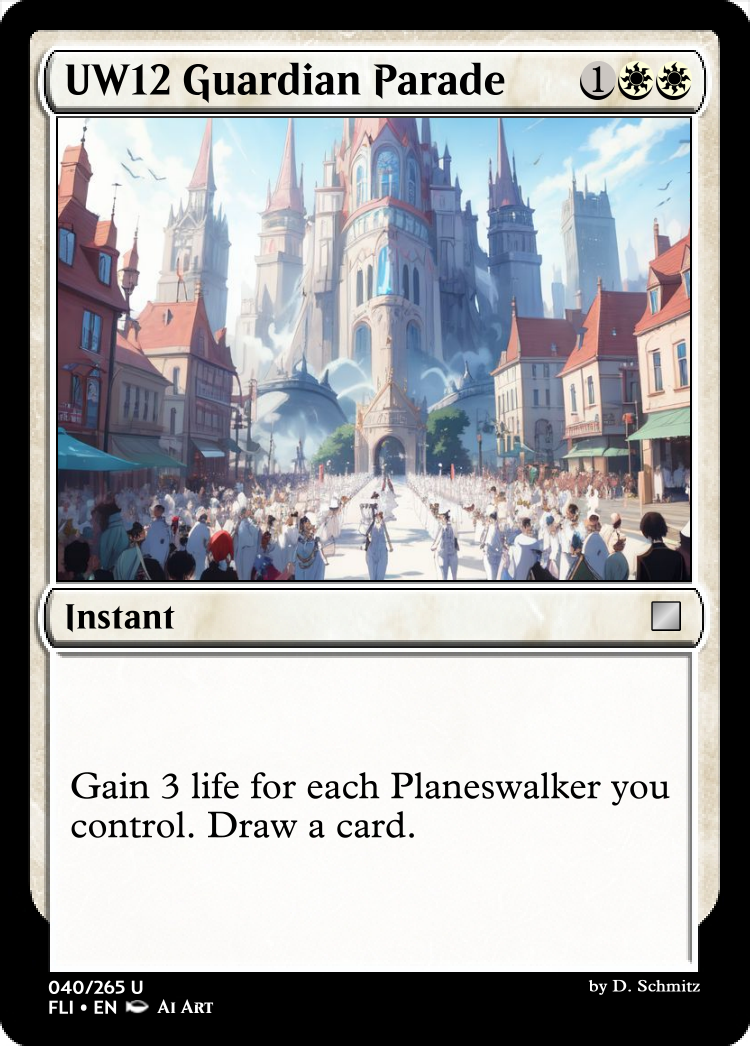 UW12 Guardian Parade 1
Instant
Gain 3 life for each Planeswalker you
control. Draw a card.
040/265 U
by D. Schmitz
FLI • EN AI ART